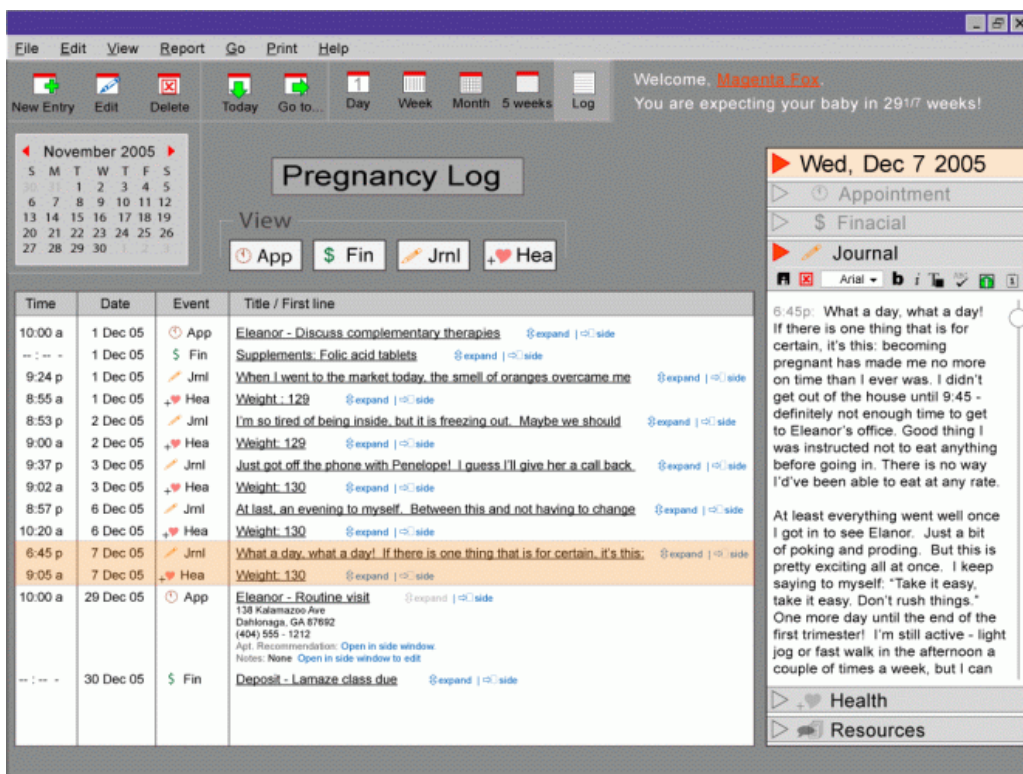 File Edit View Report Go Print Help
New Entry Edit Delete Today Go to... Day Week Month 5 weeks Log
Welcome, Magenta Fox.
You are expecting your baby in 291/7 weeks!
November 2005
S M T W T F S
30 31 1 2 3 4 5
6 7 8 9 10 11 12
13 14 15 16 17 18 19
20 21 22 23 24 25 26
27 28 29 30 1 2 3
Pregnancy Log
View
App $ Fin Jrnl Hea
Time Date Event Title / First line
10:00 a 1 Dec 05 App Eleanor - Discuss complementary therapies expand | side
-- : -- - 1 Dec 05 $ Fin Supplements: Folic acid tablets expand | side
9:24 p 1 Dec 05 Jrnl When I went to the market today, the smell of oranges overcame me expand | side
8:55 a 1 Dec 05 Hea Weight : 129 expand | side
8:53 p 2 Dec 05 Jrnl I'm so tired of being inside, but it is freezing out. Maybe we should expand | side
9:00 a 2 Dec 05 Hea Weight: 129 expand | side
9:37 p 3 Dec 05 Jrnl Just got off the phone with Penelope! I guess I'll give her a call back expand | side
9:02 a 3 Dec 05 Hea Weight: 130 expand | side
8:57 p 6 Dec 05 Jrnl At last, an evening to myself. Between this and not having to change expand | side
10:20 a 6 Dec 05 Hea Weight: 130 expand | side
6:45 p 7 Dec 05 Jrnl What a day, what a day! If there is one thing that is for certain, it's this: expand | side
9:05 a 7 Dec 05 Hea Weight: 130 expand | side
10:00 a 29 Dec 05 App Eleanor - Routine visit expand | side
138 Kalamazoo Ave
Dahlonaga, GA 87692
(404) 555 - 1212
Apt. Recommendation: Open in side window.
Notes: None Open in side window to edit
-- : -- - 30 Dec 05 $ Fin Deposit - Lamaze class due expand | side
Wed, Dec 7 2005
Appointment
$ Finacial
Journal
Arial b i T ABC
6:45p: What a day, what a day!
If there is one thing that is for
certain, it's this: becoming
pregnant has made me no more
on time than I ever was. I didn't
get out of the house until 9:45 -
definitely not enough time to get
to Eleanor's office. Good thing I
was instructed not to eat anything
before going in. There is no way
I'd've been able to eat at any rate.
At least everything went well once
I got in to see Elanor. Just a bit
of poking and proding. But this is
pretty exciting all at once. I keep
saying to myself: "Take it easy,
take it easy. Don't rush things."
One more day until the end of the
first trimester! I'm still active - light
jog or fast walk in the afternoon a
couple of times a week, but I can
Health
Resources